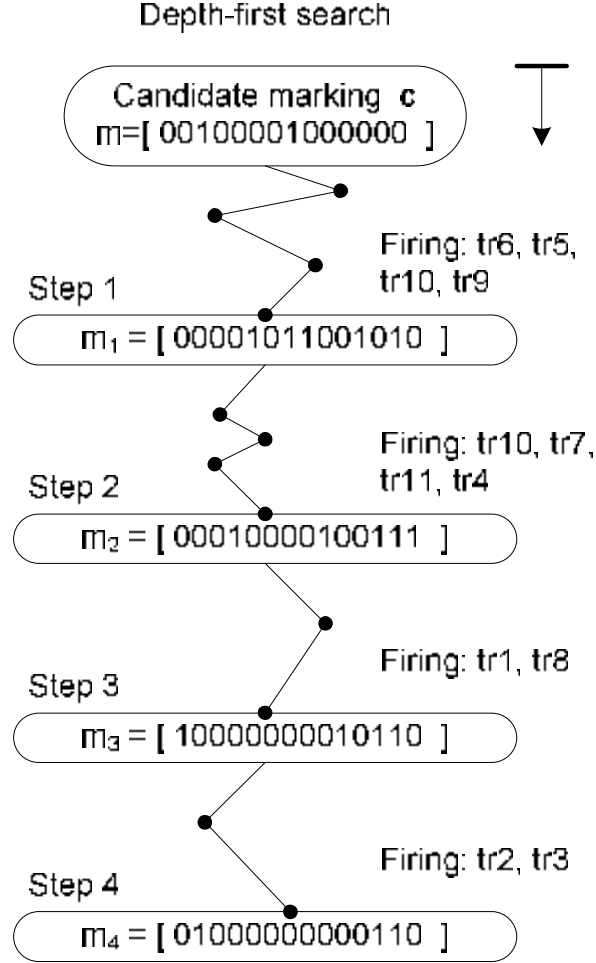 Depth-first search
Candidate marking c
m=[ 00100001000000 ]
Firing: tr6, tr5,
tr10, tr9
Step 1
m₁ = [ 00001011001010 ]
Firing: tr10, tr7,
tr11, tr4
Step 2
m₂ = [ 00010000100111 ]
Firing: tr1, tr8
Step 3
m₃ = [ 10000000010110 ]
Firing: tr2, tr3
Step 4
m₄ = [ 01000000000110 ]